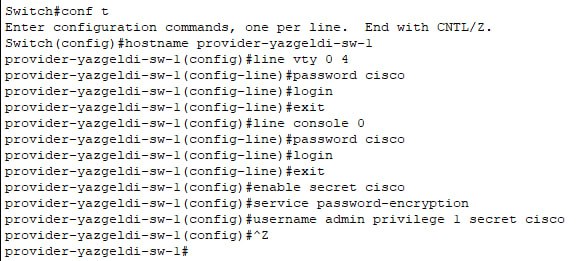 Switch#conf t
Enter configuration commands, one per line.  End with CNTL/Z.
Switch(config)#hostname provider-yazgeldi-sw-1
provider-yazgeldi-sw-1(config)#line vty 0 4
provider-yazgeldi-sw-1(config-line)#password cisco
provider-yazgeldi-sw-1(config-line)#login
provider-yazgeldi-sw-1(config-line)#exit
provider-yazgeldi-sw-1(config)#line console 0
provider-yazgeldi-sw-1(config-line)#password cisco
provider-yazgeldi-sw-1(config-line)#login
provider-yazgeldi-sw-1(config-line)#exit
provider-yazgeldi-sw-1(config)#enable secret cisco
provider-yazgeldi-sw-1(config)#service password-encryption
provider-yazgeldi-sw-1(config)#username admin privilege 1 secret cisco
provider-yazgeldi-sw-1(config)#^Z
provider-yazgeldi-sw-1#